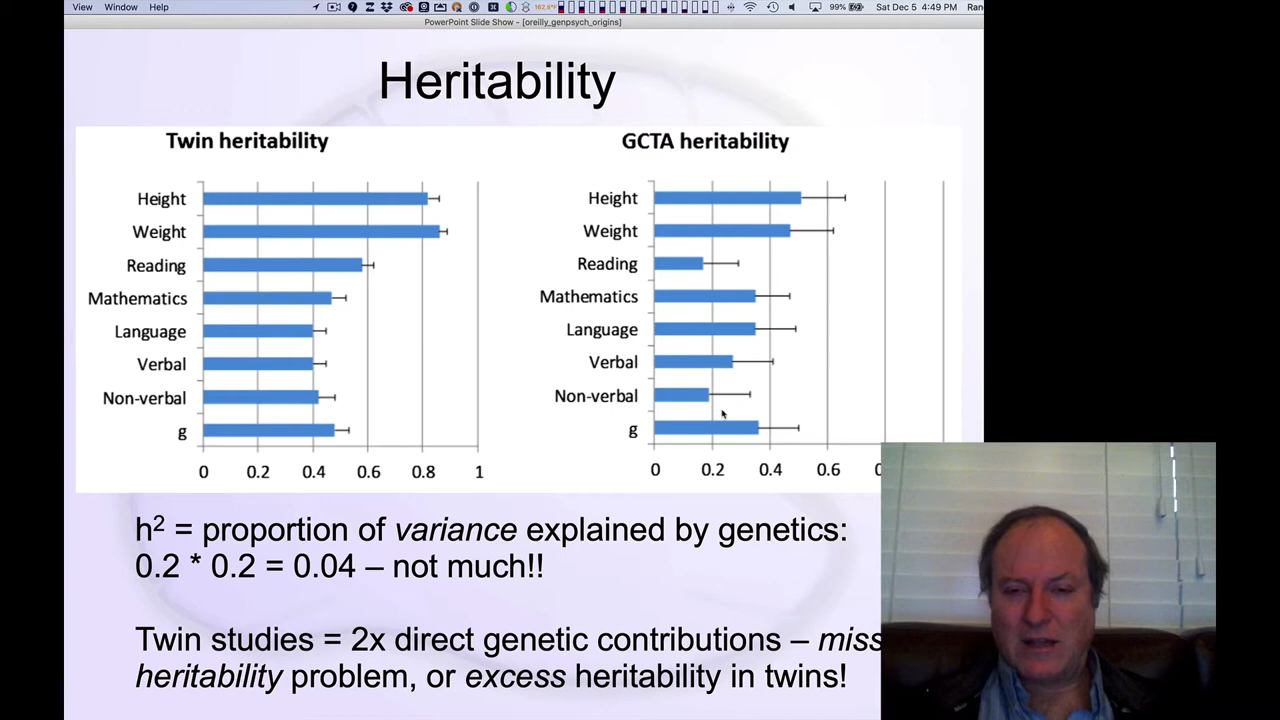 View Window Help
162.9°F
99%
Sat Dec 5 4:49 PM
PowerPoint Slide Show - [oreilly_genpsych_origins]
Heritability
Twin heritability
Height
Weight
Reading
Mathematics
Language
Verbal
Non-verbal
g
0 0.2 0.4 0.6 0.8 1
GCTA heritability
Height
Weight
Reading
Mathematics
Language
Verbal
Non-verbal
g
0 0.2 0.4 0.6
h² = proportion of variance explained by genetics:
0.2 * 0.2 = 0.04 – not much!!
Twin studies = 2x direct genetic contributions – miss
heritability problem, or excess heritability in twins!